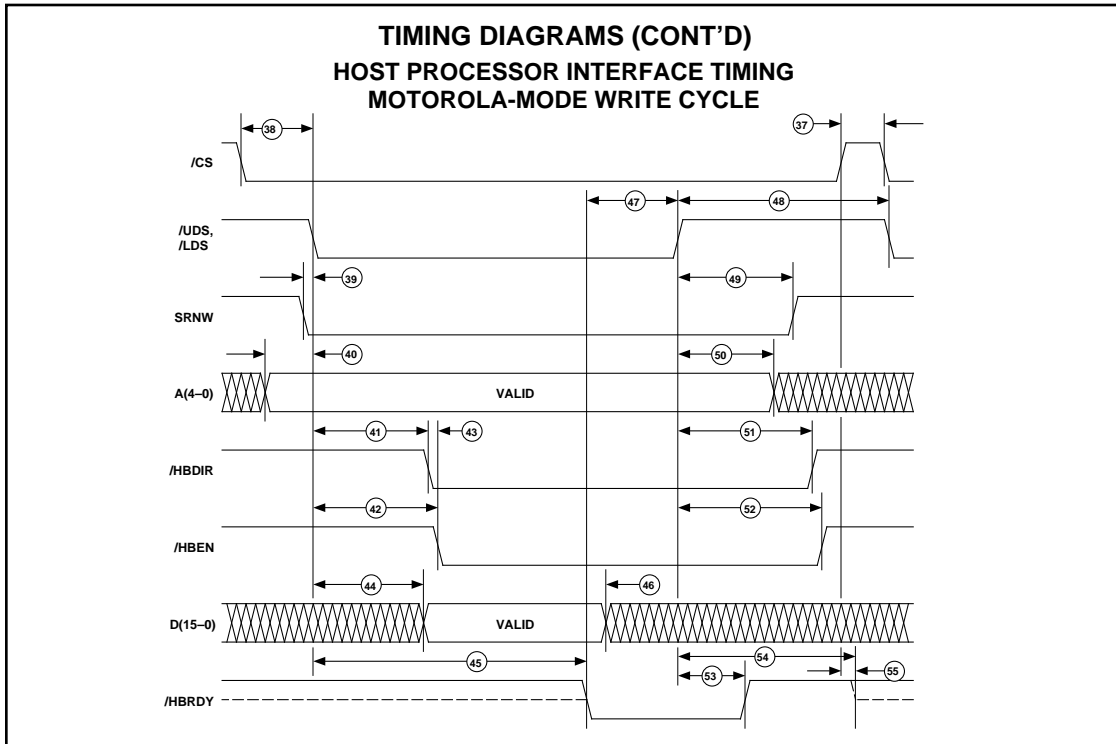 TIMING DIAGRAMS (CONT’D)
HOST PROCESSOR INTERFACE TIMING
MOTOROLA-MODE WRITE CYCLE
38
37
/CS
47
48
/UDS,
/LDS
39
49
SRNW
40
50
A(4–0)
VALID
41
43
51
/HBDIR
42
52
/HBEN
44
46
D(15–0)
VALID
54
45
53
55
/HBRDY